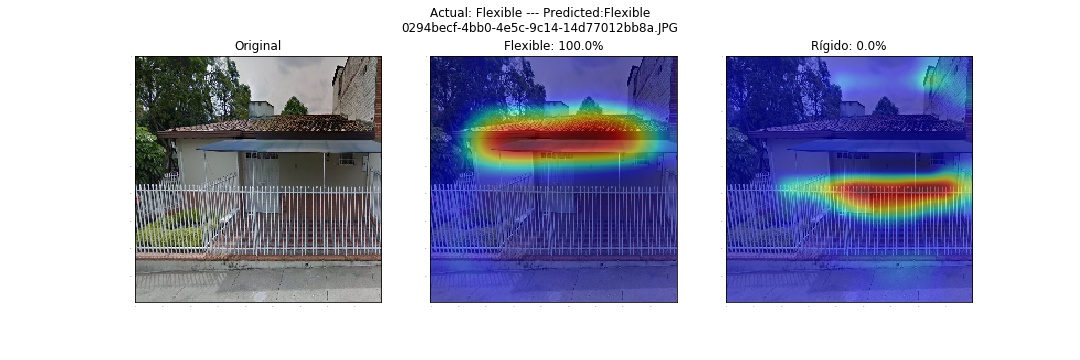 Actual: Flexible --- Predicted:Flexible
0294becf-4bb0-4e5c-9c14-14d77012bb8a.JPG
Original
Flexible: 100.0%
Rígido: 0.0%